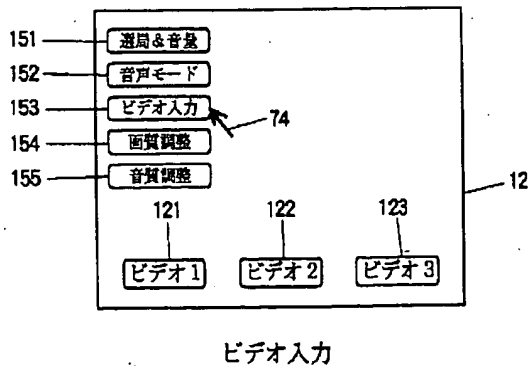 151 選局&音量
152 音声モード
153 ビデオ入力
74
154 画質調整
155 音質調整
12
121 122 123
ビデオ1 ビデオ2 ビデオ3
ビデオ入力